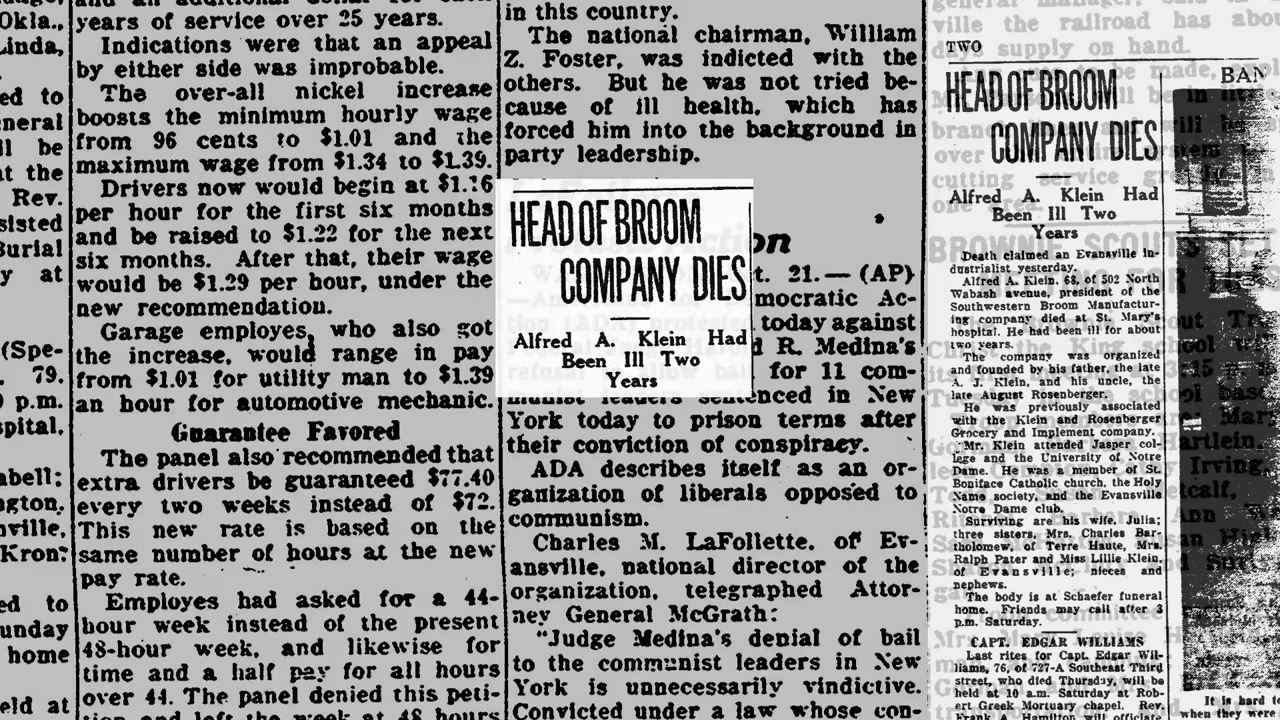 Okla.,
Linda,
ed to
neral
ll be
at the
Rev.
sisted
Burial
y at
(Spe-
. 79.
p.m.
spital.
abell;
ngton,
nville,
Kron;
ed to
unday
home
eld at
years of service over 25 years.
Indications were that an appeal
by either side was improbable.
The over-all nickel increase
boosts the minimum hourly wage
from 96 cents to $1.01 and the
maximum wage from $1.34 to $1.39.
Drivers now would begin at $1.16
per hour for the first six months
and be raised to $1.22 for the next
six months. After that, their wage
would be $1.29 per hour, under the
new recommendation.
Garage employes, who also got
the increase, would range in pay
from $1.01 for utility man to $1.39
an hour for automotive mechanic.
Guarantee Favored
The panel also recommended that
extra drivers be guaranteed $77.40
every two weeks instead of $72.
This new rate is based on the
same number of hours at the new
pay rate.
Employes had asked for a 44-
hour week instead of the present
48-hour week, and likewise for
time and a half pay for all hours
over 44. The panel denied this peti-
tion and left the week at 48 hours
in this country.
The national chairman, William
Z. Foster, was indicted with the
others. But he was not tried be-
cause of ill health, which has
forced him into the background in
party leadership.
HEAD OF BROOM
COMPANY DIES
Alfred A. Klein Had
Been Ill Two
Years
on
t. 21.— (AP)
mocratic Ac-
today against
d R. Medina's
for 11 com-
munist leaders sentenced in New
York today to prison terms after
their conviction of conspiracy.
ADA describes itself as an or-
ganization of liberals opposed to
communism.
Charles M. LaFollette, of Ev-
ansville, national director of the
organization, telegraphed Attor-
ney General McGrath:
"Judge Medina's denial of bail
to the communist leaders in New
York is unnecessarily vindictive.
Convicted under a law whose con-
TWO
BAN
HEAD OF BROOM
COMPANY DIES
Alfred A. Klein Had
Been Ill Two
Years
Death claimed an Evansville in-
dustrialist yesterday.
Alfred A. Klein, 68, of 502 North
Wabash avenue, president of the
Southwestern Broom Manufactur-
ing company died at St. Mary's
hospital. He had been ill for about
two years.
The company was organized
and founded by his father, the late
A. J. Klein, and his uncle, the
late August Rosenberger.
He was previously associated
with the Klein and Rosenberger
Grocery and Implement company.
Mr. Klein attended Jasper col-
lege and the University of Notre
Dame. He was a member of St.
Boniface Catholic church, the Holy
Name society, and the Evansville
Notre Dame club.
Surviving are his wife, Julia;
three sisters, Mrs. Charles Bar-
tholomew, of Terre Haute, Mrs.
Ralph Pater and Miss Lillie Klein,
of Evansville; nieces and
nephews.
The body is at Schaefer funeral
home. Friends may call after 3
p.m. Saturday.
CAPT. EDGAR WILLIAMS
Last rites for Capt. Edgar Wil-
liams, 76, of 727-A Southeast Third
street, who died Thursday, will be
held at 10 a.m. Saturday at Rob-
ert Greek Mortuary chapel. Rev.
Frank A. Hamilton will officiate
It is hard t
when they were